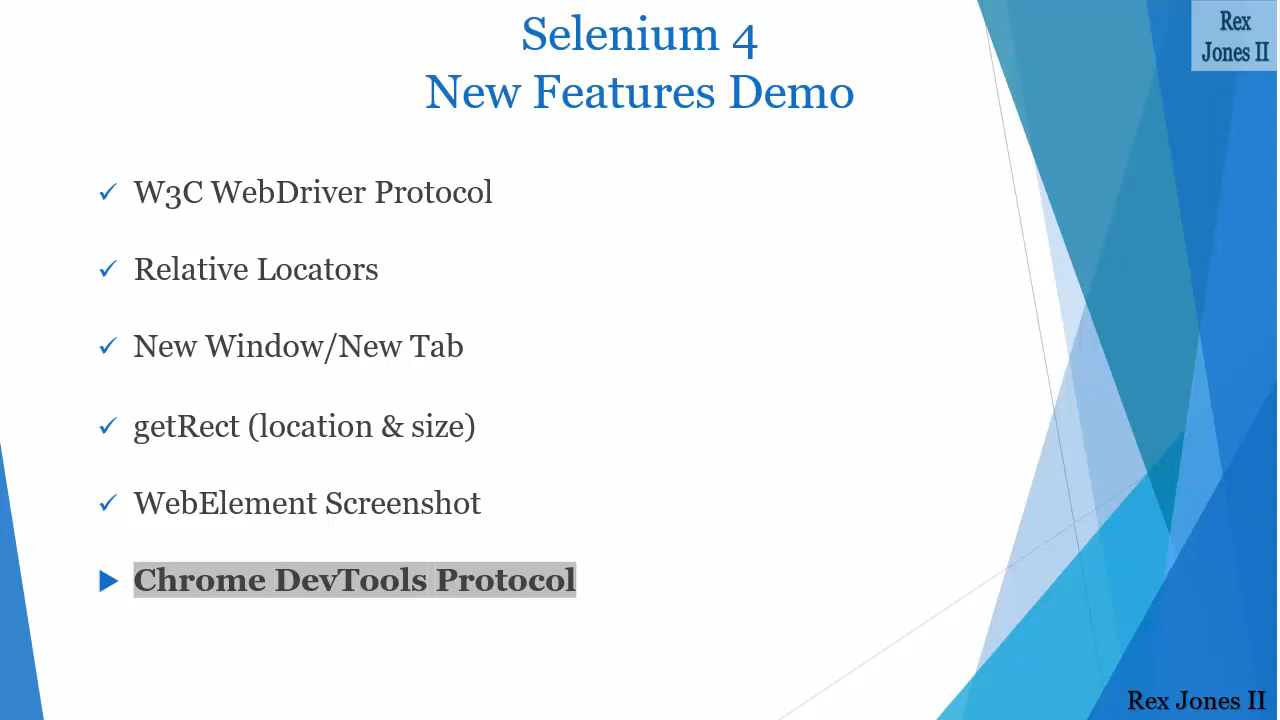 Selenium 4
New Features Demo
Rex
Jones II
W3C WebDriver Protocol
Relative Locators
New Window/New Tab
getRect (location & size)
WebElement Screenshot
Chrome DevTools Protocol
Rex Jones II